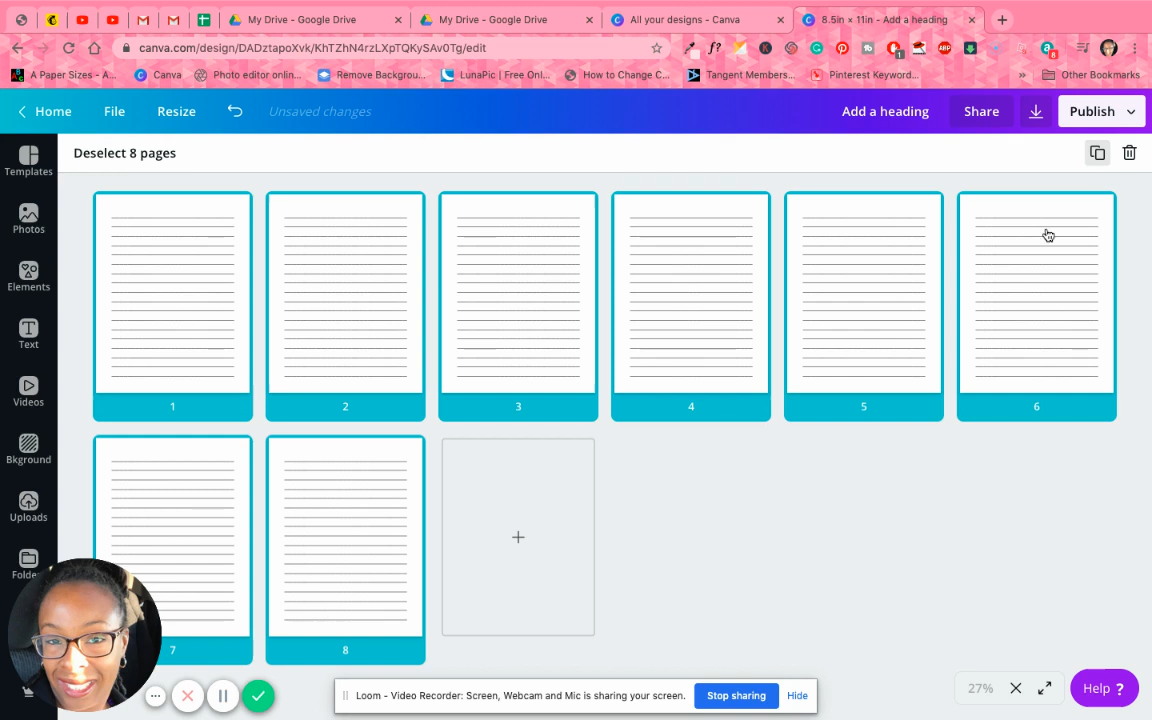 My Drive - Google Drive
My Drive - Google Drive
All your designs - Canva
8.5in × 11in - Add a heading
canva.com/design/DADztapoXvk/KhTZhN4rzLXpTQKySAv0Tg/edit
f?
ABP
1
8
A Paper Sizes - A...
Canva
Photo editor onlin...
Remove Backgrou...
LunaPic | Free Onl...
How to Change C...
Tangent Members...
Pinterest Keyword...
»
Other Bookmarks
Home
File
Resize
Unsaved changes
Add a heading
Share
Publish
Deselect 8 pages
Templates
Photos
Elements
Text
Videos
Bkground
Uploads
1
2
3
4
5
6
7
8
Loom - Video Recorder: Screen, Webcam and Mic is sharing your screen.
Stop sharing
Hide
27%
Help ?